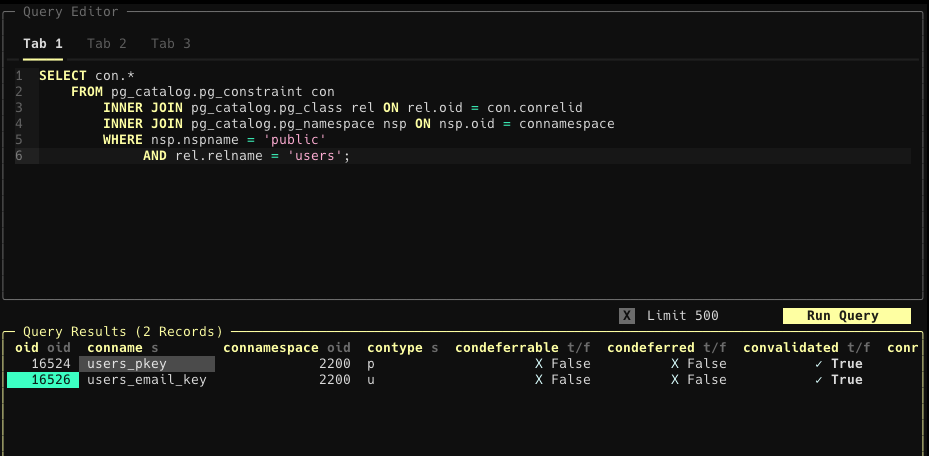 Query Editor
Tab 1 Tab 2 Tab 3
1 SELECT con.*
2 FROM pg_catalog.pg_constraint con
3 INNER JOIN pg_catalog.pg_class rel ON rel.oid = con.conrelid
4 INNER JOIN pg_catalog.pg_namespace nsp ON nsp.oid = connamespace
5 WHERE nsp.nspname = 'public'
6 AND rel.relname = 'users';
X Limit 500 Run Query
Query Results (2 Records)
oid oid conname s connamespace oid contype s condeferrable t/f condeferred t/f convalidated t/f conr
16524 users_pkey 2200 p X False X False ✓ True
16526 users_email_key 2200 u X False X False ✓ True